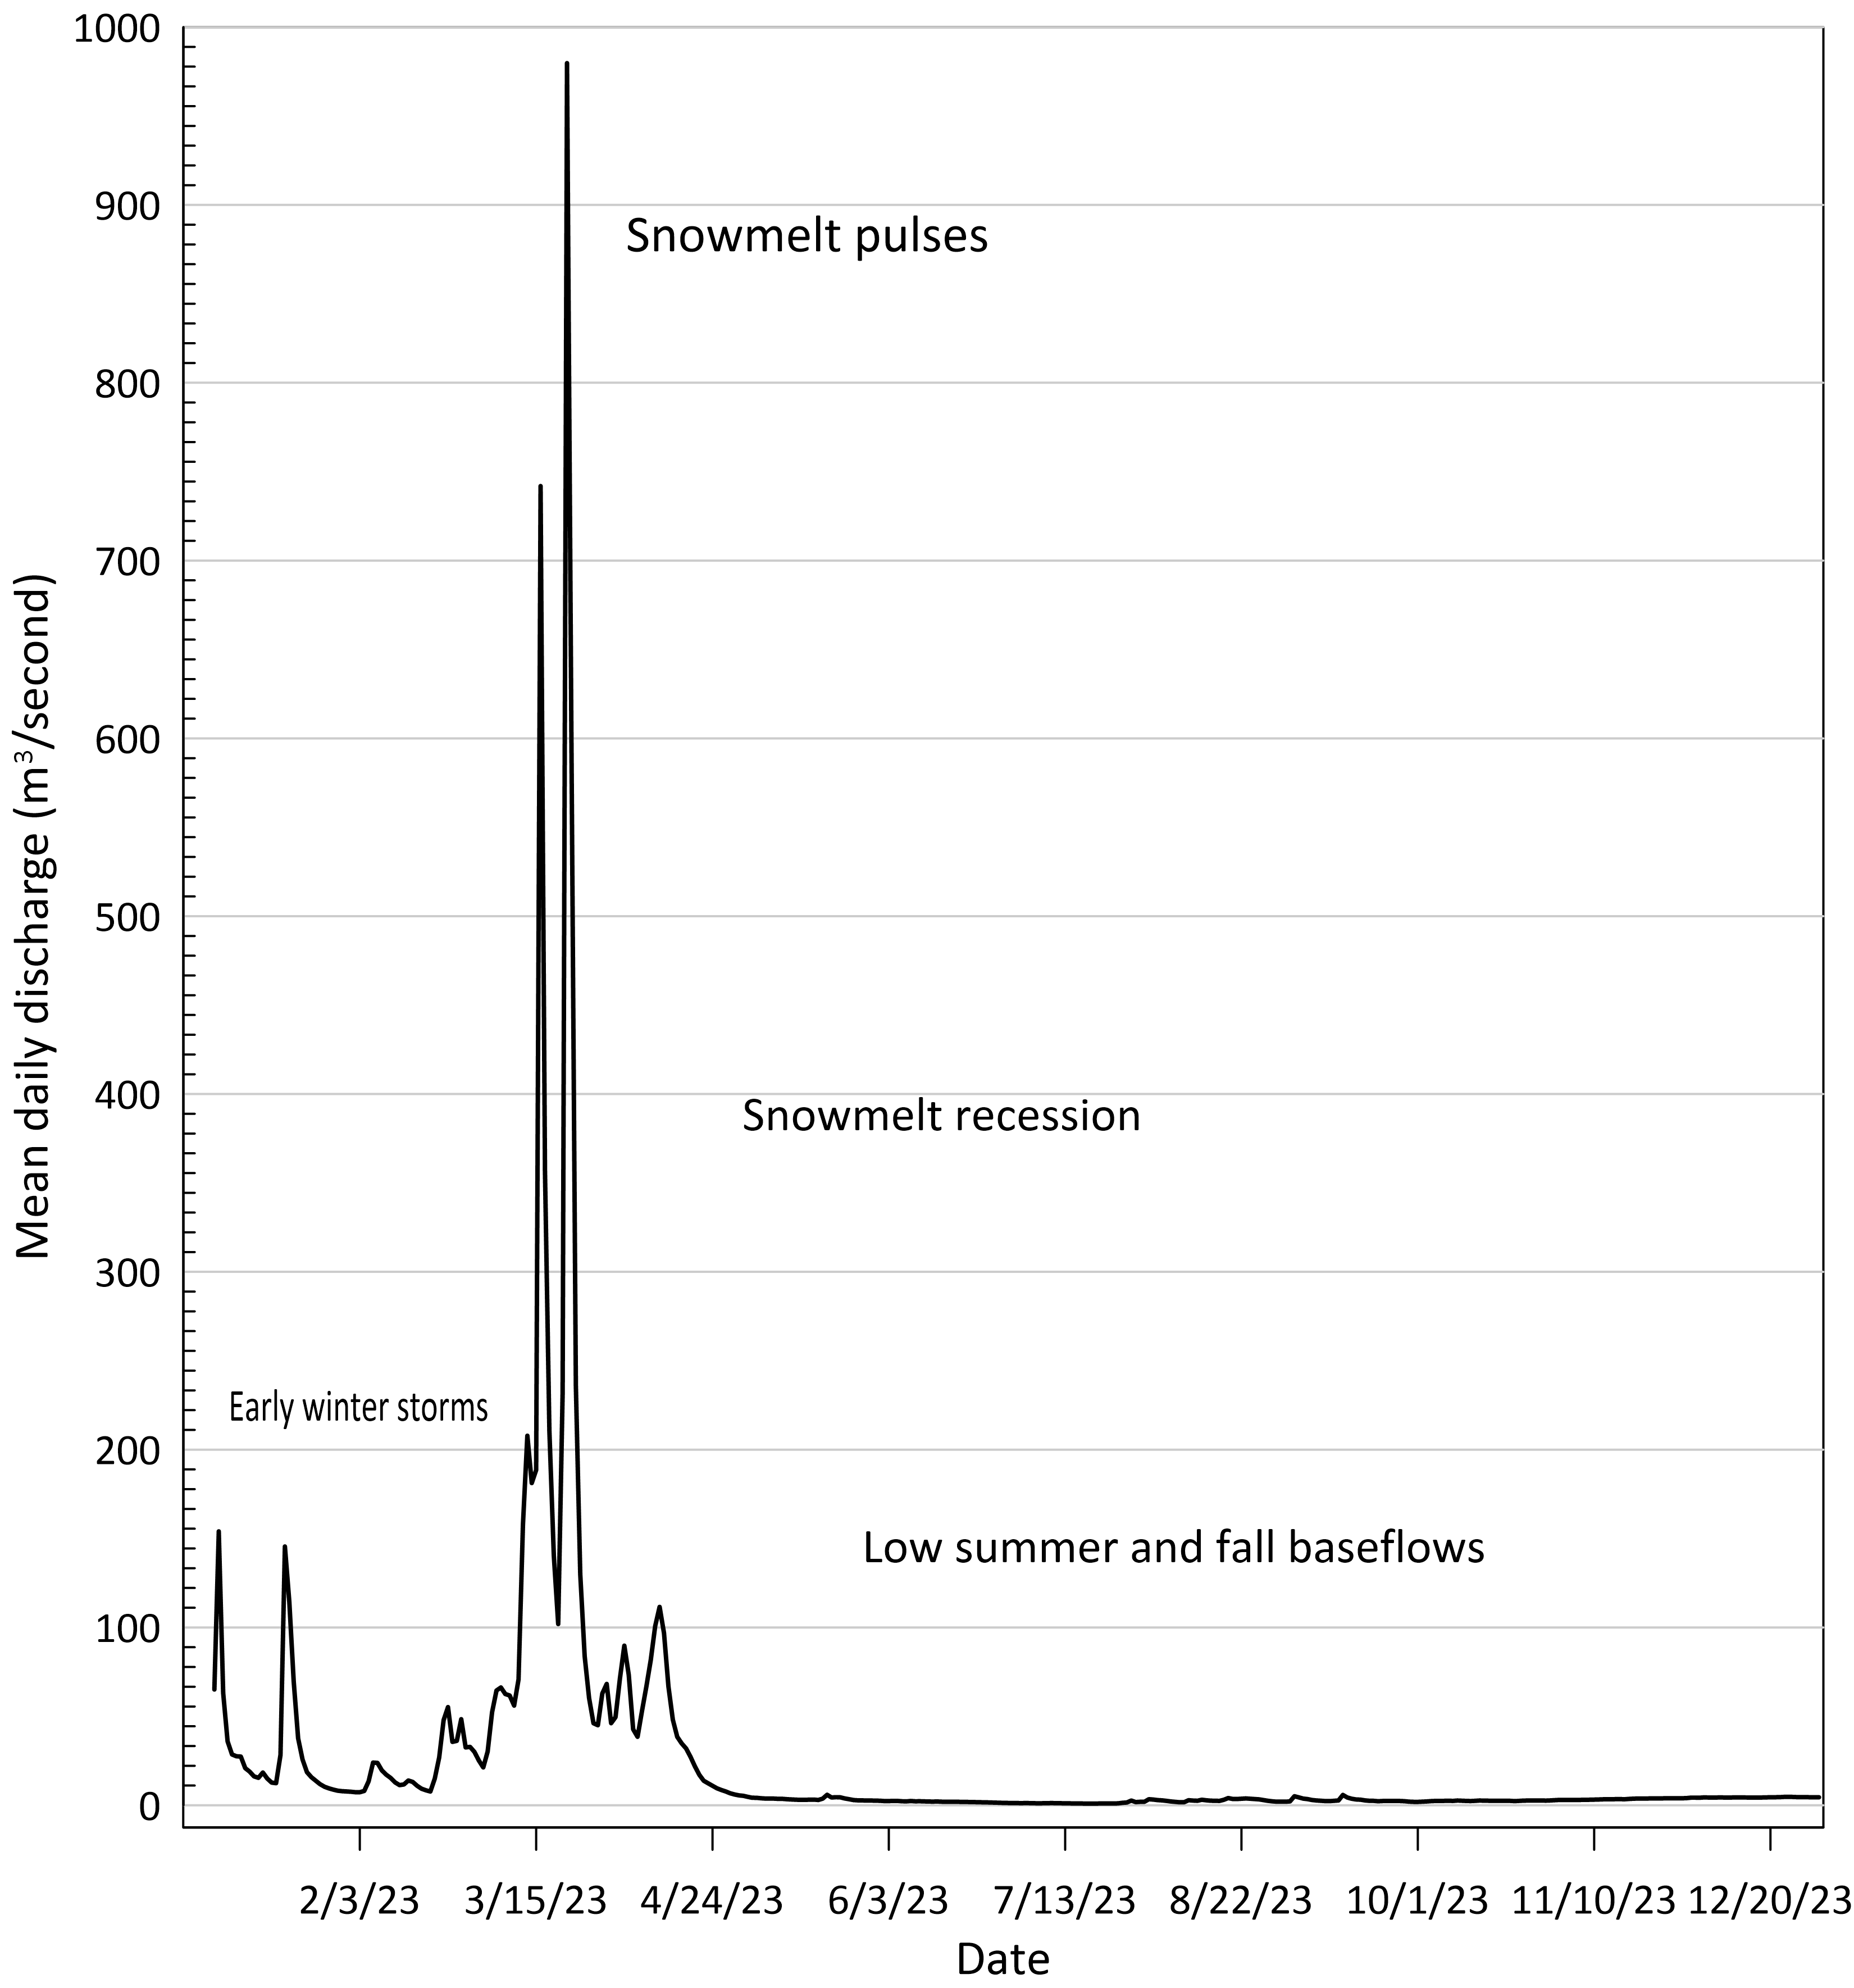 1000
900
Snowmelt pulses
800
700
600
500
400
Snowmelt recession
300
Early winter storms
200
Low summer and fall baseflows
100
0
Mean daily discharge (m³/second)
2/3/23 3/15/23 4/24/23 6/3/23 7/13/23 8/22/23 10/1/23 11/10/23 12/20/23
Date